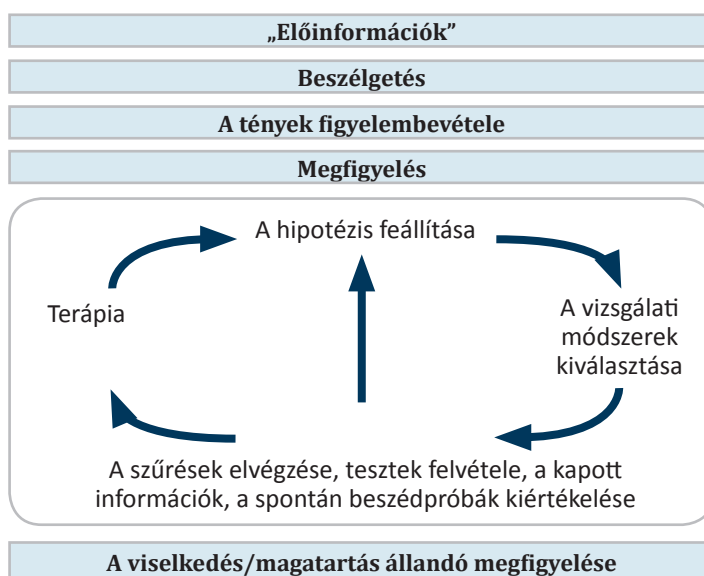 „Előinformációk”
Beszélgetés
A tények figyelembevétele
Megfigyelés
A hipotézis feállítása
Terápia
A vizsgálati
módszerek
kiválasztása
A szűrések elvégzése, tesztek felvétele, a kapott
információk, a spontán beszédpróbák kiértékelése
A viselkedés/magatartás állandó megfigyelése